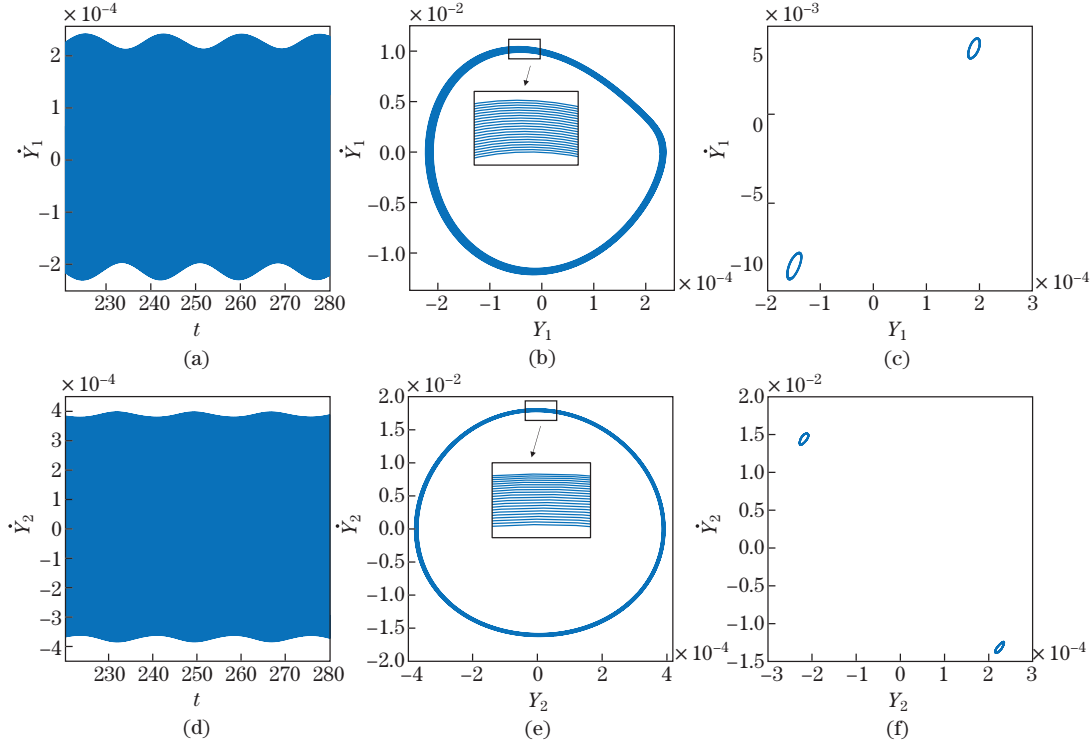 × 10⁻⁴
2
1
0
−1
−2
Ẏ₁
230 240 250 260 270 280
t
(a)
× 10⁻²
1.0
0.5
0.0
−0.5
−1.0
Ẏ₁
−2 −1 0 1 2
× 10⁻⁴
Y₁
(b)
× 10⁻³
5
0
−5
−10
Ẏ₁
−2 −1 0 1 2 3
× 10⁻⁴
Y₁
(c)
× 10⁻⁴
4
3
2
1
0
−1
−2
−3
−4
Ẏ₂
230 240 250 260 270 280
t
(d)
× 10⁻²
2.0
1.5
1.0
0.5
0.0
−0.5
−1.0
−1.5
−2.0
Ẏ₂
−4 −2 0 2 4
× 10⁻⁴
Y₂
(e)
× 10⁻²
2.0
1.5
1.0
0.5
0.0
−0.5
−1.0
−1.5
Ẏ₂
−3 −2 −1 0 1 2 3
× 10⁻⁴
Y₂
(f)